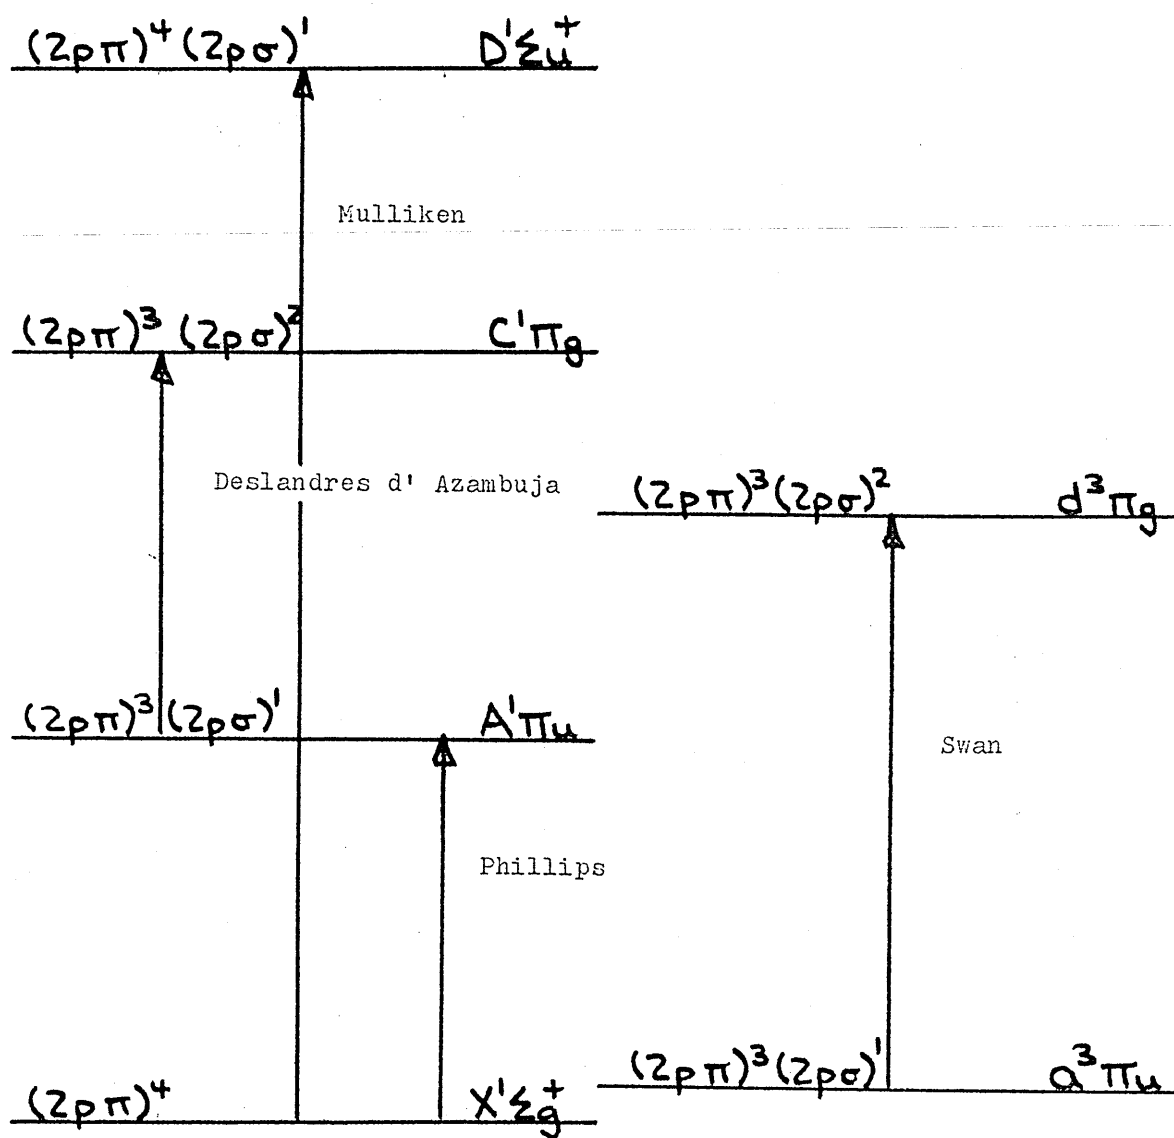 (2pπ)⁴(2pσ)¹ D¹Σu⁺
Mulliken
(2pπ)³ (2pσ)² C¹πg
Deslandres d' Azambuja
(2pπ)³(2pσ)² d³πg
(2pπ)³(2pσ)¹ A¹πu
Swan
Phillips
(2pπ)³(2pσ)¹ a³πu
(2pπ)⁴ X¹Σg⁺